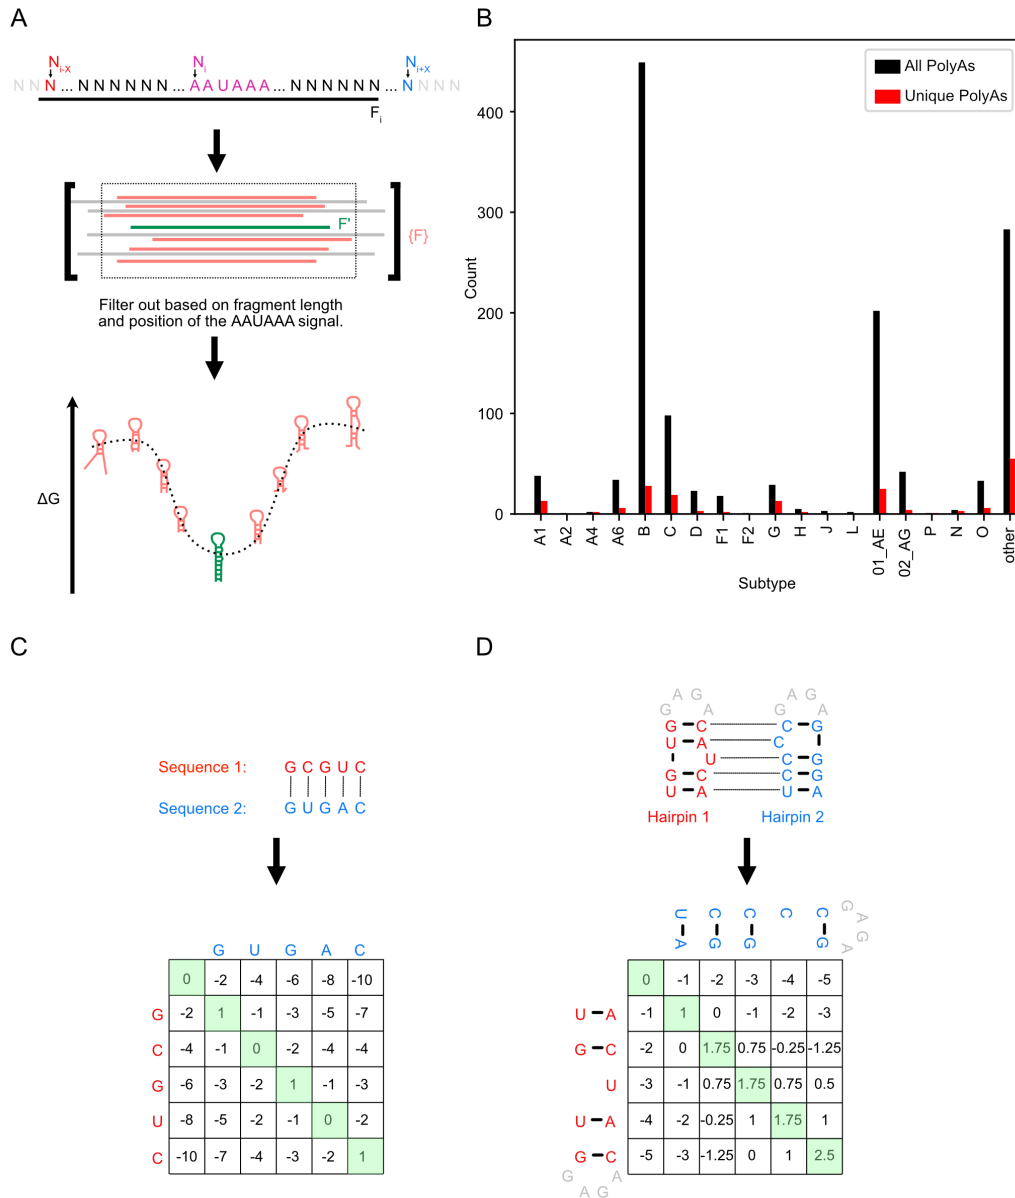 A
N i-X
N i
N i+X
N N N ... N N N N N N ... A A U A A A ... N N N N N N ... N N N N
F i
F'
{F}
Filter out based on fragment length
and position of the AAUAAA signal.
ΔG
B
All PolyAs
Unique PolyAs
400
300
200
100
0
Count
A1 A2 A4 A6 B C D F1 F2 G H J L 01_AE 02_AG P N O other
Subtype
C
Sequence 1: G C G U C
Sequence 2: G U G A C
G U G A C
0 -2 -4 -6 -8 -10
G -2 1 -1 -3 -5 -7
C -4 -1 0 -2 -4 -4
G -6 -3 -2 1 -1 -3
U -8 -5 -2 -1 0 -2
C -10 -7 -4 -3 -2 1
D
A G A G
G A G A
G C C G
U A C
U C G
G C C G
U A U A
Hairpin 1 Hairpin 2
U C C C C
A G G G
G A G A
0 -1 -2 -3 -4 -5
U A -1 1 0 -1 -2 -3
G C -2 0 1.75 0.75 -0.25 -1.25
U -3 -1 0.75 1.75 0.75 0.5
U A -4 -2 -0.25 1 1.75 1
G C -5 -3 -1.25 0 1 2.5
G A G A